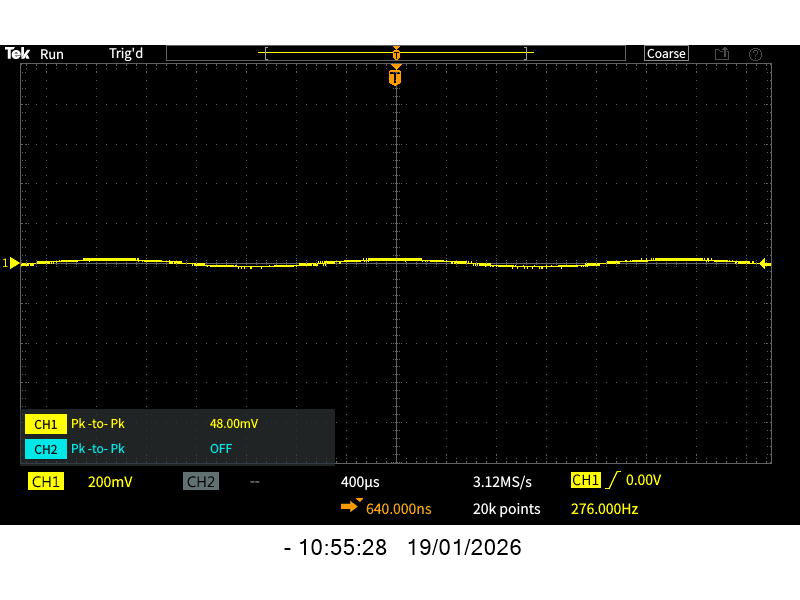 Tek Run Trig'd T Coarse
T
1
CH1 Pk -to- Pk 48.00mV
CH2 Pk -to- Pk OFF
CH1 200mV CH2 -- 400µs 3.12MS/s CH1 0.00V
640.000ns 20k points 276.000Hz
- 10:55:28 19/01/2026